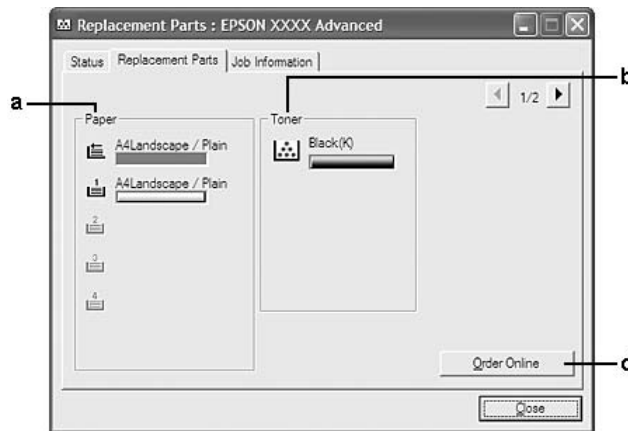 Replacement Parts : EPSON XXXX Advanced
Status Replacement Parts Job Information
a
b
1/2
Paper
Toner
A4Landscape / Plain
Black(K)
1
A4Landscape / Plain
2
3
4
Order Online
Close